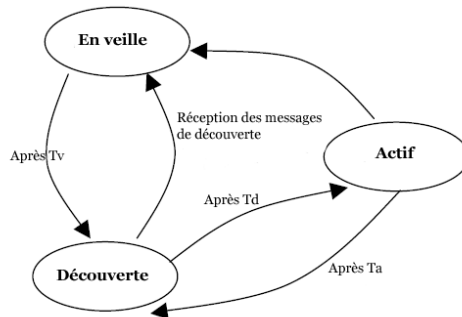 En veille
Réception des messages
de découverte
Après Tv
Actif
Après Td
Découverte
Après Ta